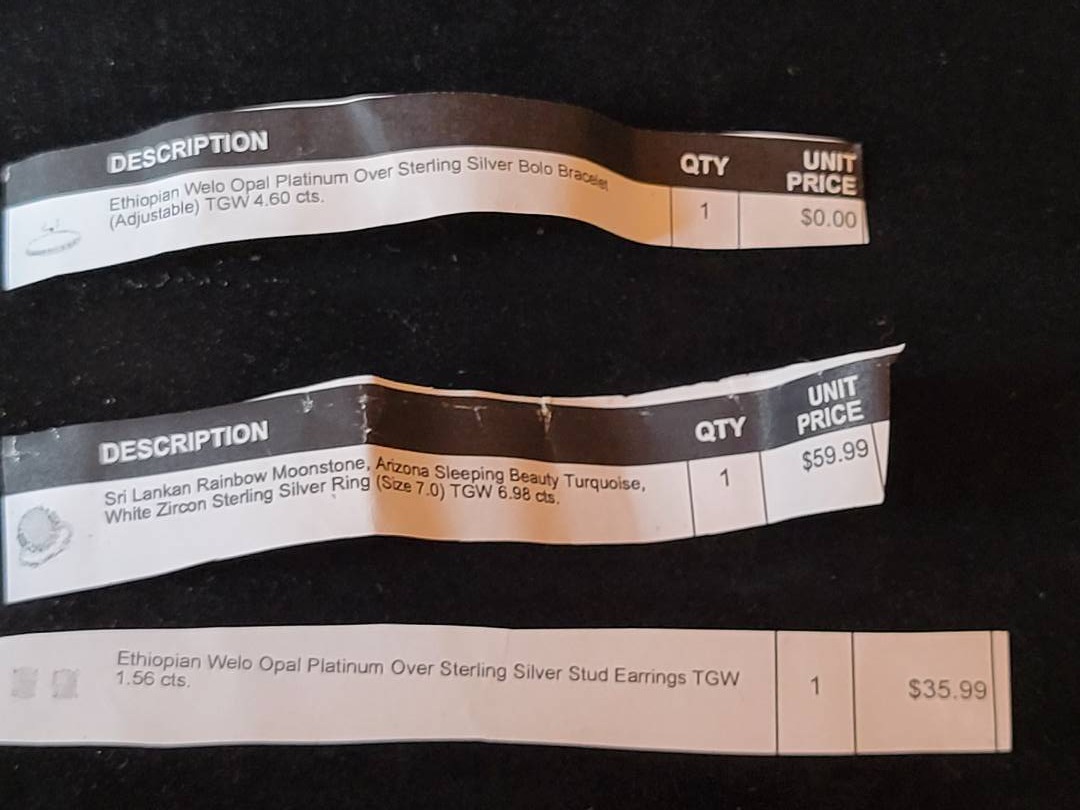 DESCRIPTION QTY UNIT PRICE
Ethiopian Welo Opal Platinum Over Sterling Silver Bolo Bracelet
(Adjustable) TGW 4.60 cts.
1 $0.00
DESCRIPTION QTY UNIT PRICE
Sri Lankan Rainbow Moonstone, Arizona Sleeping Beauty Turquoise,
White Zircon Sterling Silver Ring (Size 7.0) TGW 6.98 cts.
1 $59.99
Ethiopian Welo Opal Platinum Over Sterling Silver Stud Earrings TGW
1.56 cts.
1 $35.99